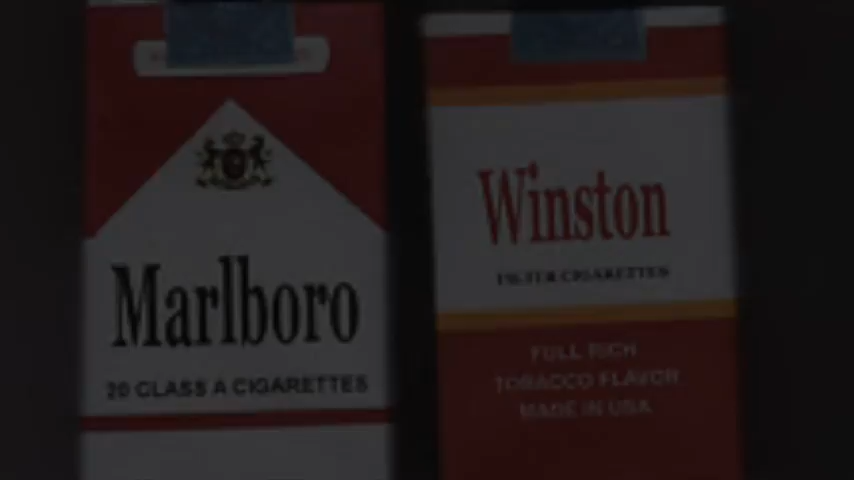 Marlboro
20 CLASS A CIGARETTES
Winston
FILTER CIGARETTES
FULL RICH
TOBACCO FLAVOR
MADE IN USA